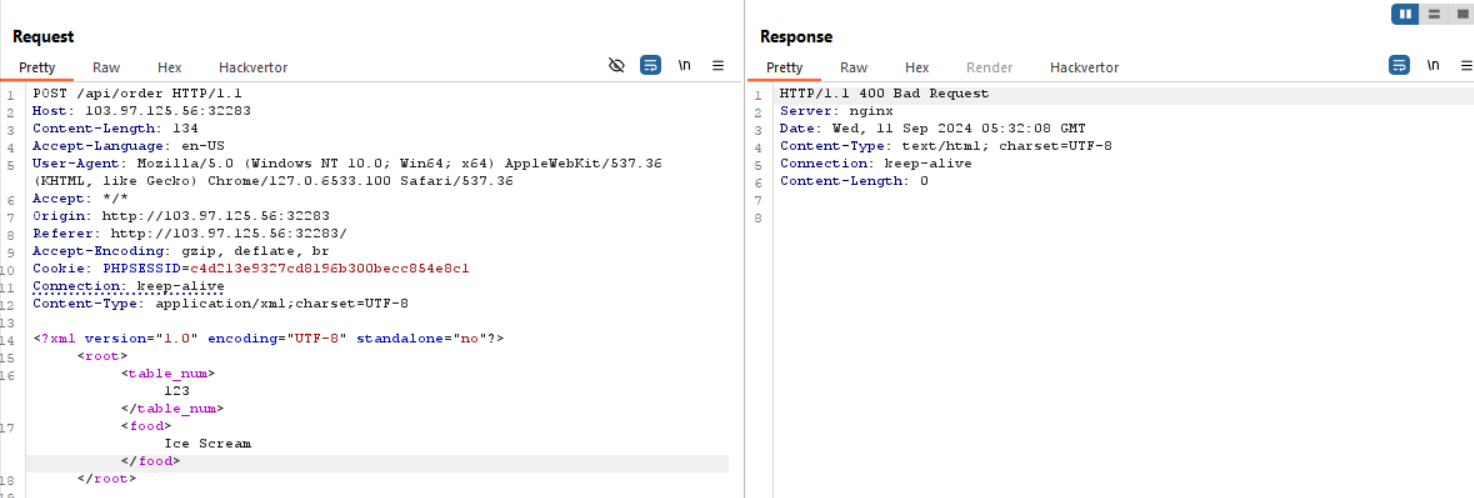 Request
Pretty Raw Hex Hackvertor \n
1 POST /api/order HTTP/1.1
2 Host: 103.97.125.56:32283
3 Content-Length: 134
4 Accept-Language: en-US
5 User-Agent: Mozilla/5.0 (Windows NT 10.0; Win64; x64) AppleWebKit/537.36
(KHTML, like Gecko) Chrome/127.0.6533.100 Safari/537.36
6 Accept: */*
7 Origin: http://103.97.125.56:32283
8 Referer: http://103.97.125.56:32283/
9 Accept-Encoding: gzip, deflate, br
10 Cookie: PHPSESSID=c4d213e9327cd8196b300becc854e8c1
11 Connection: keep-alive
12 Content-Type: application/xml;charset=UTF-8
13
14 <?xml version="1.0" encoding="UTF-8" standalone="no"?>
15 <root>
16 <table_num>
123
</table_num>
17 <food>
Ice Scream
</food>
18 </root>
Response
Pretty Raw Hex Render Hackvertor \n
1 HTTP/1.1 400 Bad Request
2 Server: nginx
3 Date: Wed, 11 Sep 2024 05:32:08 GMT
4 Content-Type: text/html; charset=UTF-8
5 Connection: keep-alive
6 Content-Length: 0
7
8